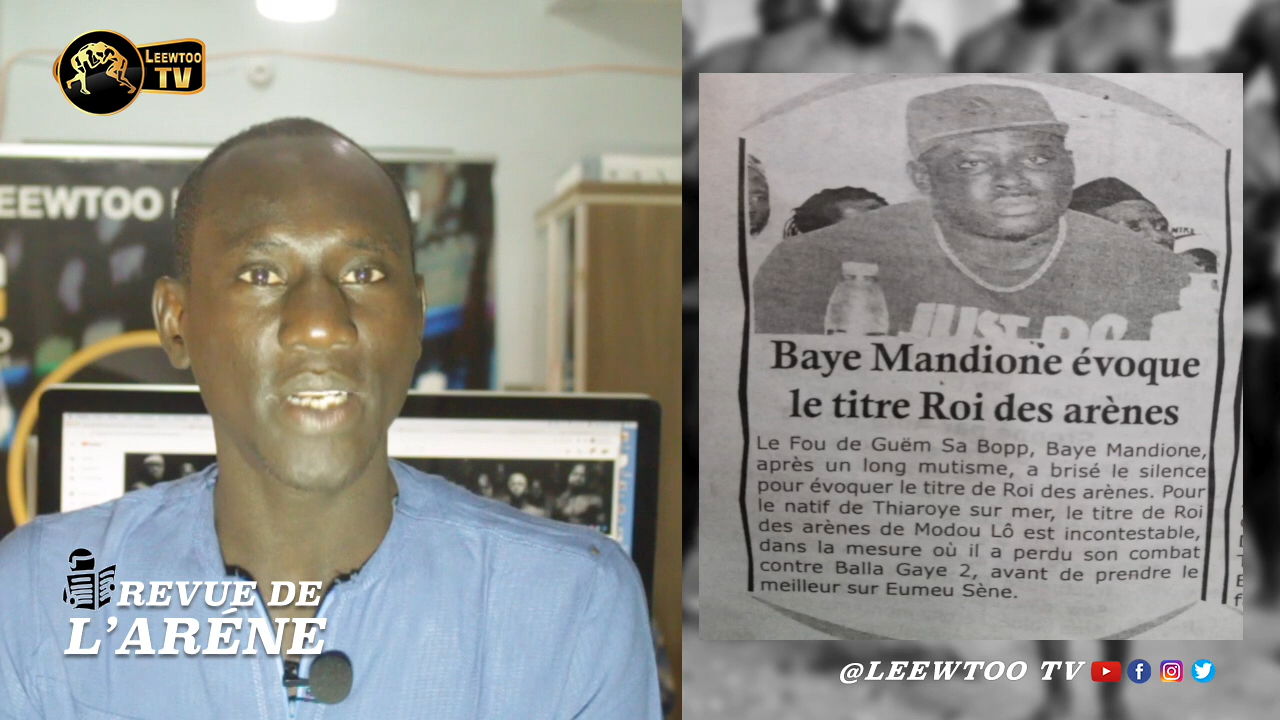 LEEWTOO
TV
LEEWTOO
REVUE DE
L'ARÉNE
JUST DO
Baye Mandione évoque
le titre Roi des arènes
Le Fou de Guëm Sa Bopp, Baye Mandione,
après un long mutisme, a brisé le silence
pour évoquer le titre de Roi des arènes. Pour
le natif de Thiaroye sur mer, le titre de Roi
des arènes de Modou Lô est incontestable,
dans la mesure où il a perdu son combat
contre Balla Gaye 2, avant de prendre le
meilleur sur Eumeu Sène.
@LEEWTOO TV